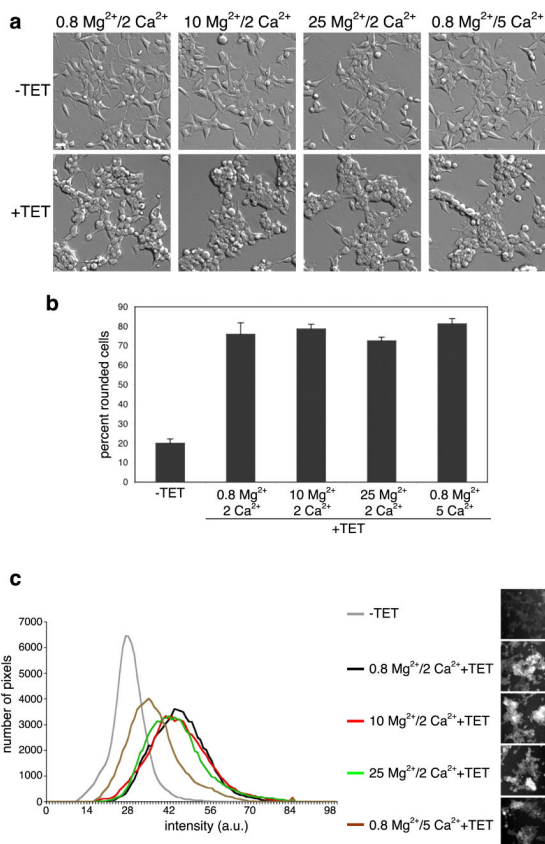 a
0.8 Mg²⁺/2 Ca²⁺ 10 Mg²⁺/2 Ca²⁺ 25 Mg²⁺/2 Ca²⁺ 0.8 Mg²⁺/5 Ca²⁺
-TET
+TET
b
percent rounded cells
90
80
70
60
50
40
30
20
10
0
-TET 0.8 Mg²⁺ 10 Mg²⁺ 25 Mg²⁺ 0.8 Mg²⁺
2 Ca²⁺ 2 Ca²⁺ 2 Ca²⁺ 5 Ca²⁺
+TET
c
number of pixels
7000
6000
5000
4000
3000
2000
1000
0
0 14 28 42 56 70 84 98
intensity (a.u.)
-TET
0.8 Mg²⁺/2 Ca²⁺+TET
10 Mg²⁺/2 Ca²⁺+TET
25 Mg²⁺/2 Ca²⁺+TET
0.8 Mg²⁺/5 Ca²⁺+TET